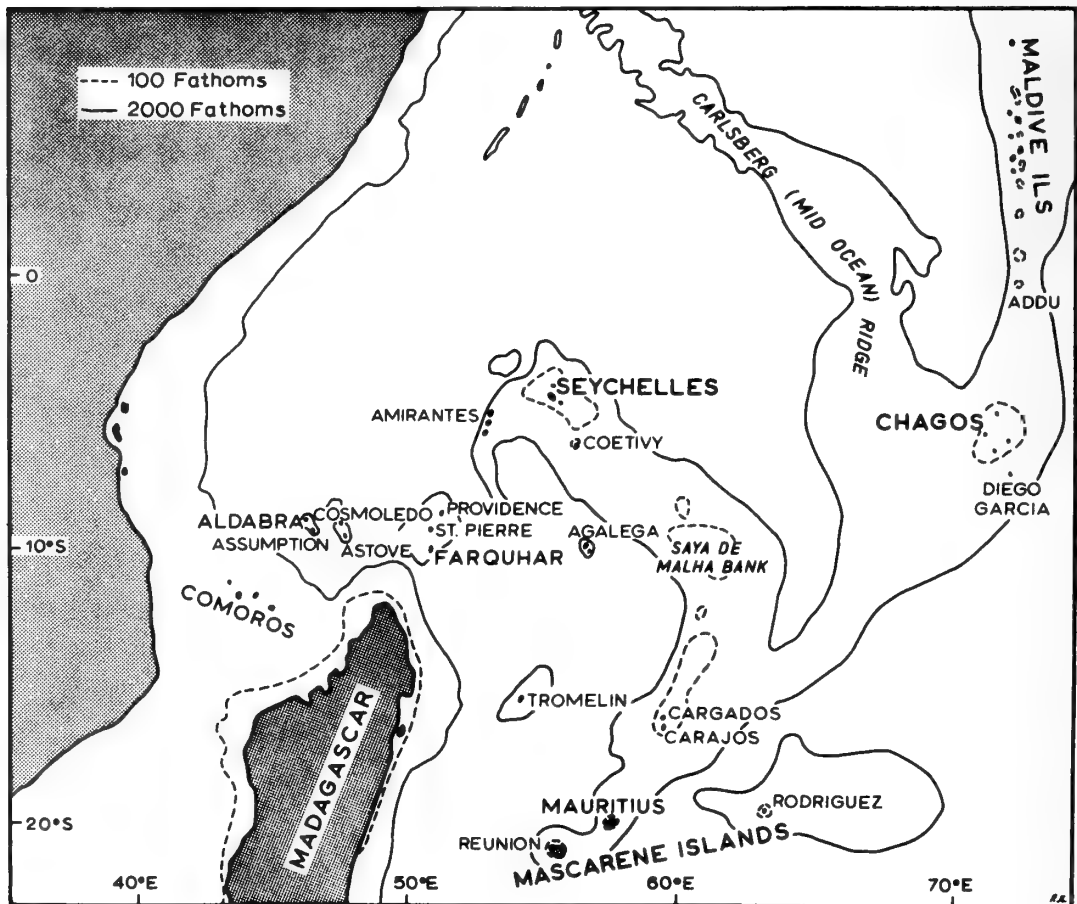 100 Fathoms
2000 Fathoms
MALDIVE ILS
CARLSBERG (MID OCEAN) RIDGE
0
ADDU
SEYCHELLES
AMIRANTES
CHAGOS
COETIVY
DIEGO
GARCIA
COSMOLEDO
PROVIDENCE
ALDABRA
ST. PIERRE
AGALEGA
10°S
ASSUMPTION
ASTOVE
FARQUHAR
SAYA DE
MALHA BANK
COMOROS
MADAGASCAR
TROMELIN
CARGADOS
CARAJOS
MAURITIUS
RODRIGUEZ
20°S
REUNION
MASCARENE ISLANDS
40°E
50°E
60°E
70°E